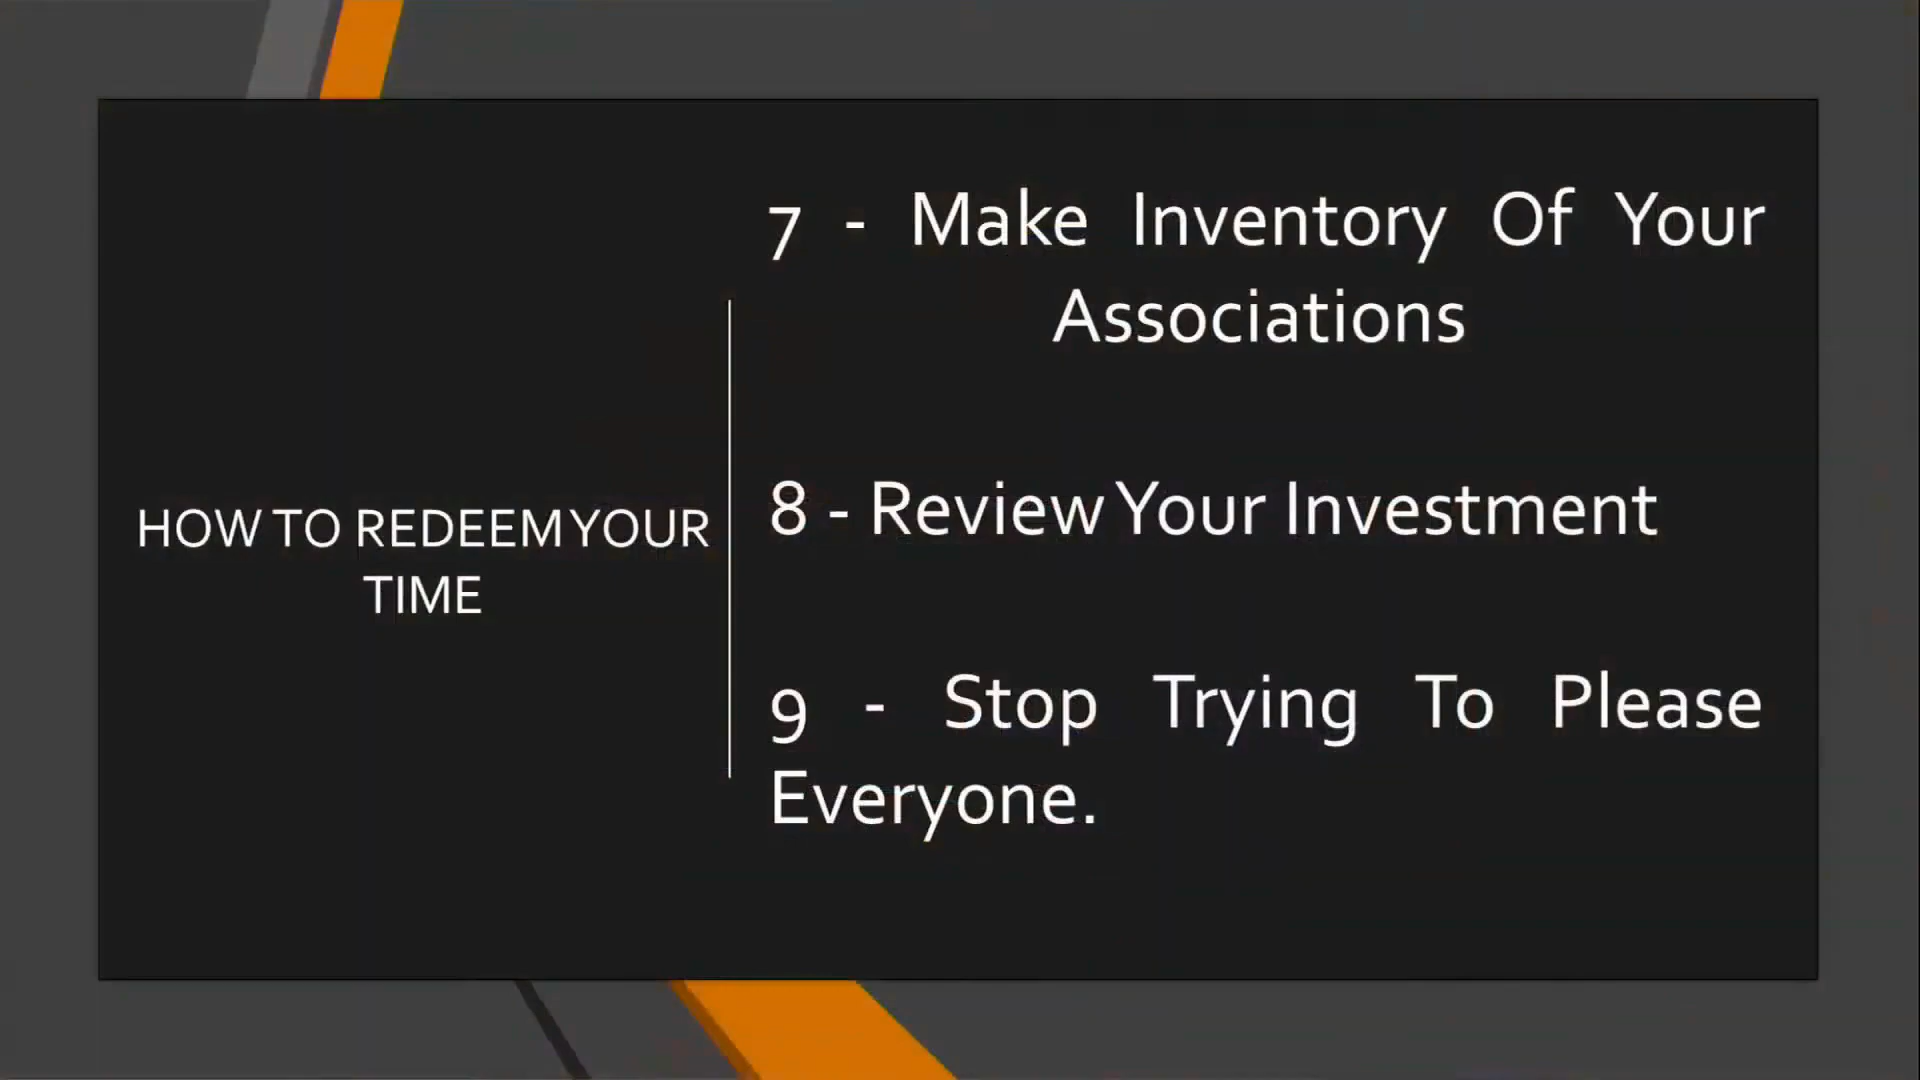 HOW TO REDEEM YOUR
TIME
7 - Make Inventory Of Your
Associations
8 - Review Your Investment
9 - Stop Trying To Please
Everyone.